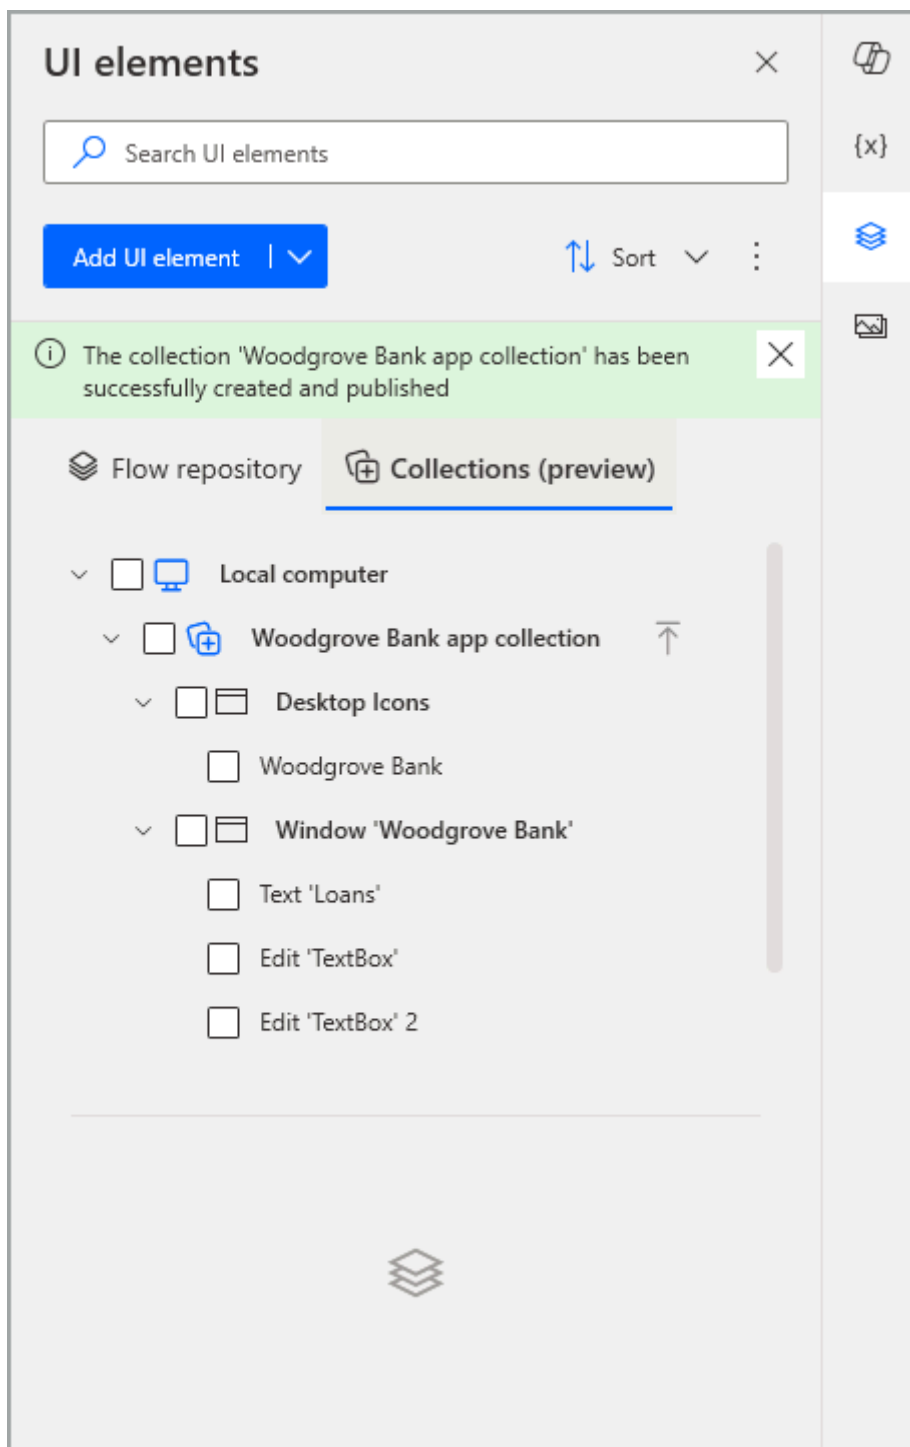 UI elements
Search UI elements
{x}
Add UI element
Sort
The collection 'Woodgrove Bank app collection' has been
successfully created and published
Flow repository
Collections (preview)
Local computer
Woodgrove Bank app collection
Desktop Icons
Woodgrove Bank
Window 'Woodgrove Bank'
Text 'Loans'
Edit 'TextBox'
Edit 'TextBox' 2